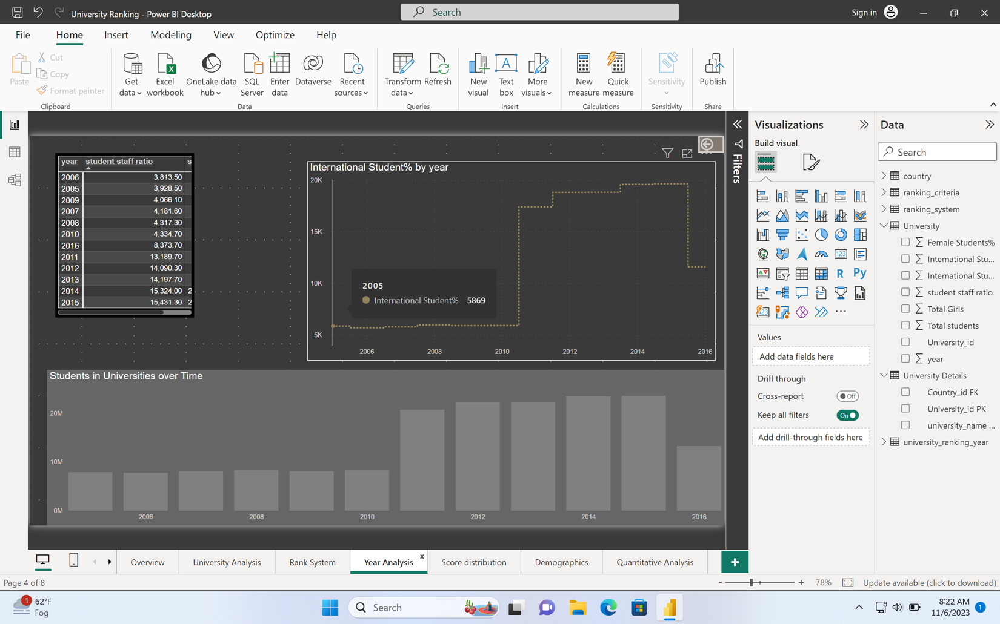 University Ranking - Power BI Desktop
Search
Sign in
File
Home
Insert
Modeling
View
Optimize
Help
Paste
Cut
Copy
Format painter
Clipboard
Get data
Excel workbook
OneLake data hub
SQL Server
Enter data
Dataverse
Recent sources
Data
Transform data
Refresh
Queries
New visual
Text box
More visuals
Insert
New measure
Quick measure
Calculations
Sensitivity
Sensitivity
Publish
Share
year student staff ratio s
2006 3,813.50
2005 3,928.50
2009 4,066.10
2007 4,181.60
2008 4,317.30
2010 4,334.70
2016 8,373.70
2011 13,189.70
2012 14,090.30
2013 14,197.70
2014 15,324.00 2
2015 15,431.30 2
International Student% by year
20K
15K
10K
5K
2005
International Student% 5869
2006 2008 2010 2012 2014 2016
Students in Universities over Time
20M
10M
0M
2006 2008 2010 2012 2014 2016
Filters
Visualizations
Build visual
123
R
Py
123
Values
Add data fields here
Drill through
Cross-report
Off
Keep all filters
On
Add drill-through fields here
Data
Search
country
ranking_criteria
ranking_system
University
Female Students%
International Stu...
International Stu...
student staff ratio
Total Girls
Total students
University_id
year
University Details
Country_id FK
University_id PK
university_name ...
university_ranking_year
Overview
University Analysis
Rank System
Year Analysis
x
Score distribution
Demographics
Quantitative Analysis
+
Page 4 of 8
- + 78%
Update available (click to download)
1
62°F
Fog
Search
8:22 AM
11/6/2023
1